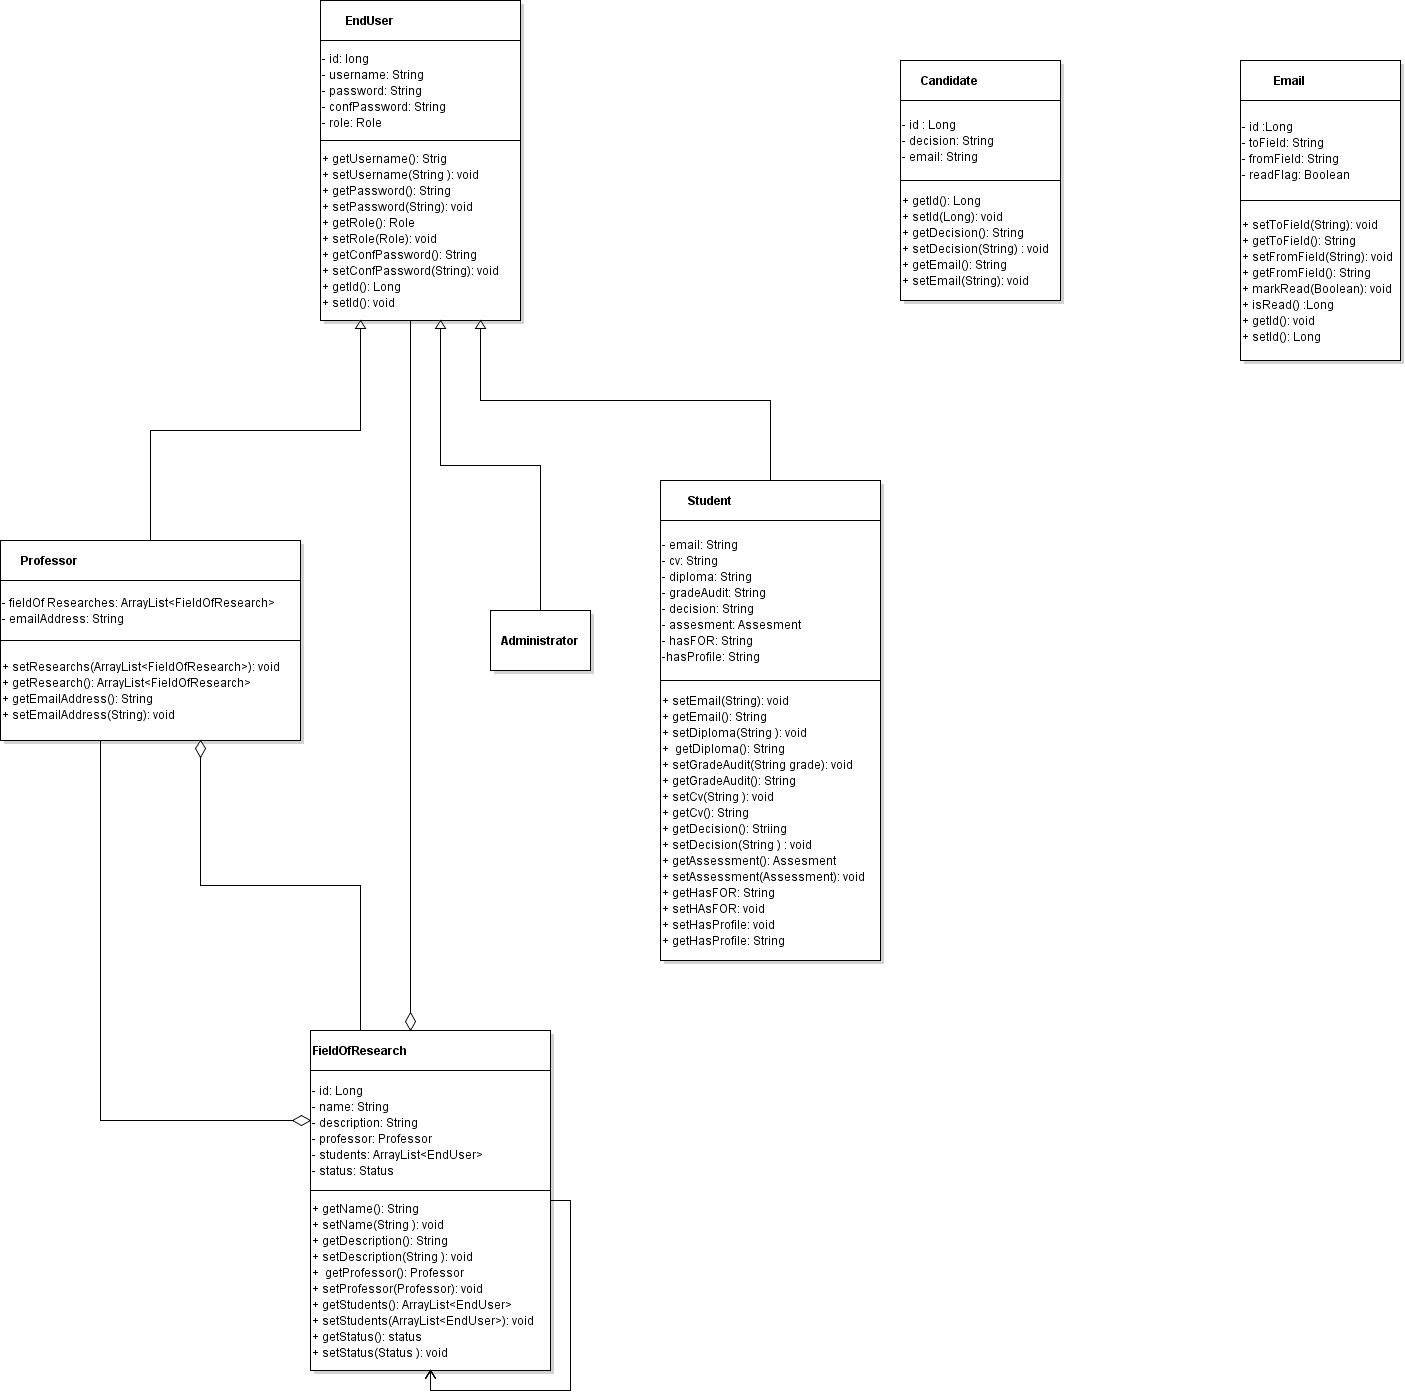 EndUser
- id: long
- username: String
- password: String
- confPassword: String
- role: Role
+ getUsername(): Strig
+ setUsername(String ): void
+ getPassword(): String
+ setPassword(String): void
+ getRole(): Role
+ setRole(Role): void
+ getConfPassword(): String
+ setConfPassword(String): void
+ getId(): Long
+ setId(): void
Candidate
- id : Long
- decision: String
- email: String
+ getId(): Long
+ setId(Long): void
+ getDecision(): String
+ setDecision(String) : void
+ getEmail(): String
+ setEmail(String): void
Email
- id :Long
- toField: String
- fromField: String
- readFlag: Boolean
+ setToField(String): void
+ getToField(): String
+ setFromField(String): void
+ getFromField(): String
+ markRead(Boolean): void
+ isRead() :Long
+ getId(): void
+ setId(): Long
Professor
- fieldOf Researches: ArrayList<FieldOfResearch>
- emailAddress: String
+ setResearchs(ArrayList<FieldOfResearch>): void
+ getResearch(): ArrayList<FieldOfResearch>
+ getEmailAddress(): String
+ setEmailAddress(String): void
Administrator
Student
- email: String
- cv: String
- diploma: String
- gradeAudit: String
- decision: String
- assesment: Assesment
- hasFOR: String
-hasProfile: String
+ setEmail(String): void
+ getEmail(): String
+ setDiploma(String ): void
+  getDiploma(): String
+ setGradeAudit(String grade): void
+ getGradeAudit(): String
+ setCv(String ): void
+ getCv(): String
+ getDecision(): Striing
+ setDecision(String ) : void
+ getAssessment(): Assesment
+ setAssessment(Assessment): void
+ getHasFOR: String
+ setHAsFOR: void
+ setHasProfile: void
+ getHasProfile: String
FieldOfResearch
- id: Long
- name: String
- description: String
- professor: Professor
- students: ArrayList<EndUser>
- status: Status
+ getName(): String
+ setName(String ): void
+ getDescription(): String
+ setDescription(String ): void
+  getProfessor(): Professor
+ setProfessor(Professor): void
+ getStudents(): ArrayList<EndUser>
+ setStudents(ArrayList<EndUser>): void
+ getStatus(): status
+ setStatus(Status ): void